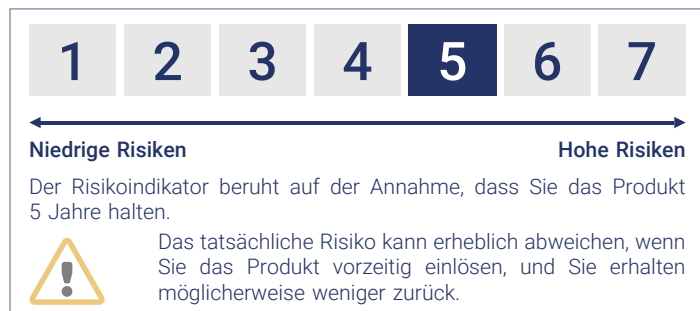 1 2 3 4 5 6 7
Niedrige Risiken Hohe Risiken
Der Risikoindikator beruht auf der Annahme, dass Sie das Produkt
5 Jahre halten.
Das tatsächliche Risiko kann erheblich abweichen, wenn
Sie das Produkt vorzeitig einlösen, und Sie erhalten
möglicherweise weniger zurück.